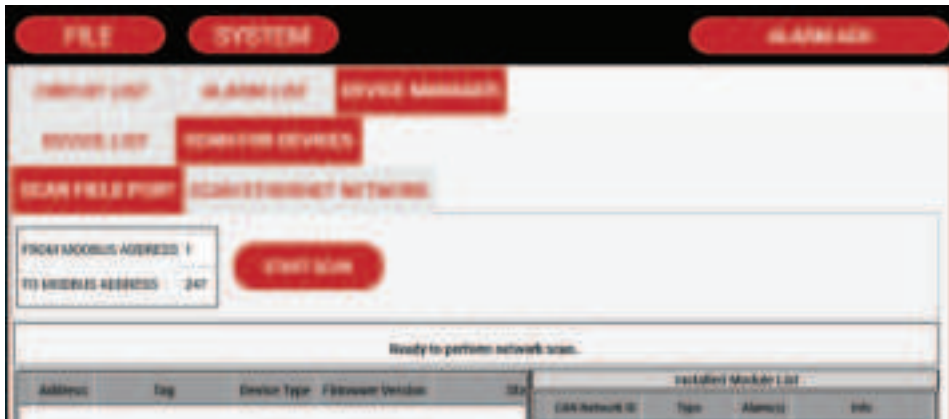 FILE SYSTEM ALARM ACK
CIRCUIT LIST ALARM LIST DEVICE MANAGER
DEVICE LIST SCAN FOR DEVICES
SCAN FIELD PORT SCAN ETHERNET NETWORK
FROM MODBUS ADDRESS 1
START SCAN
TO MODBUS ADDRESS 247
Ready to perform network scan.
Installed Module List
Address Tag Device Type Firmware Version
CAN Network ID Type Alarm(s) Info